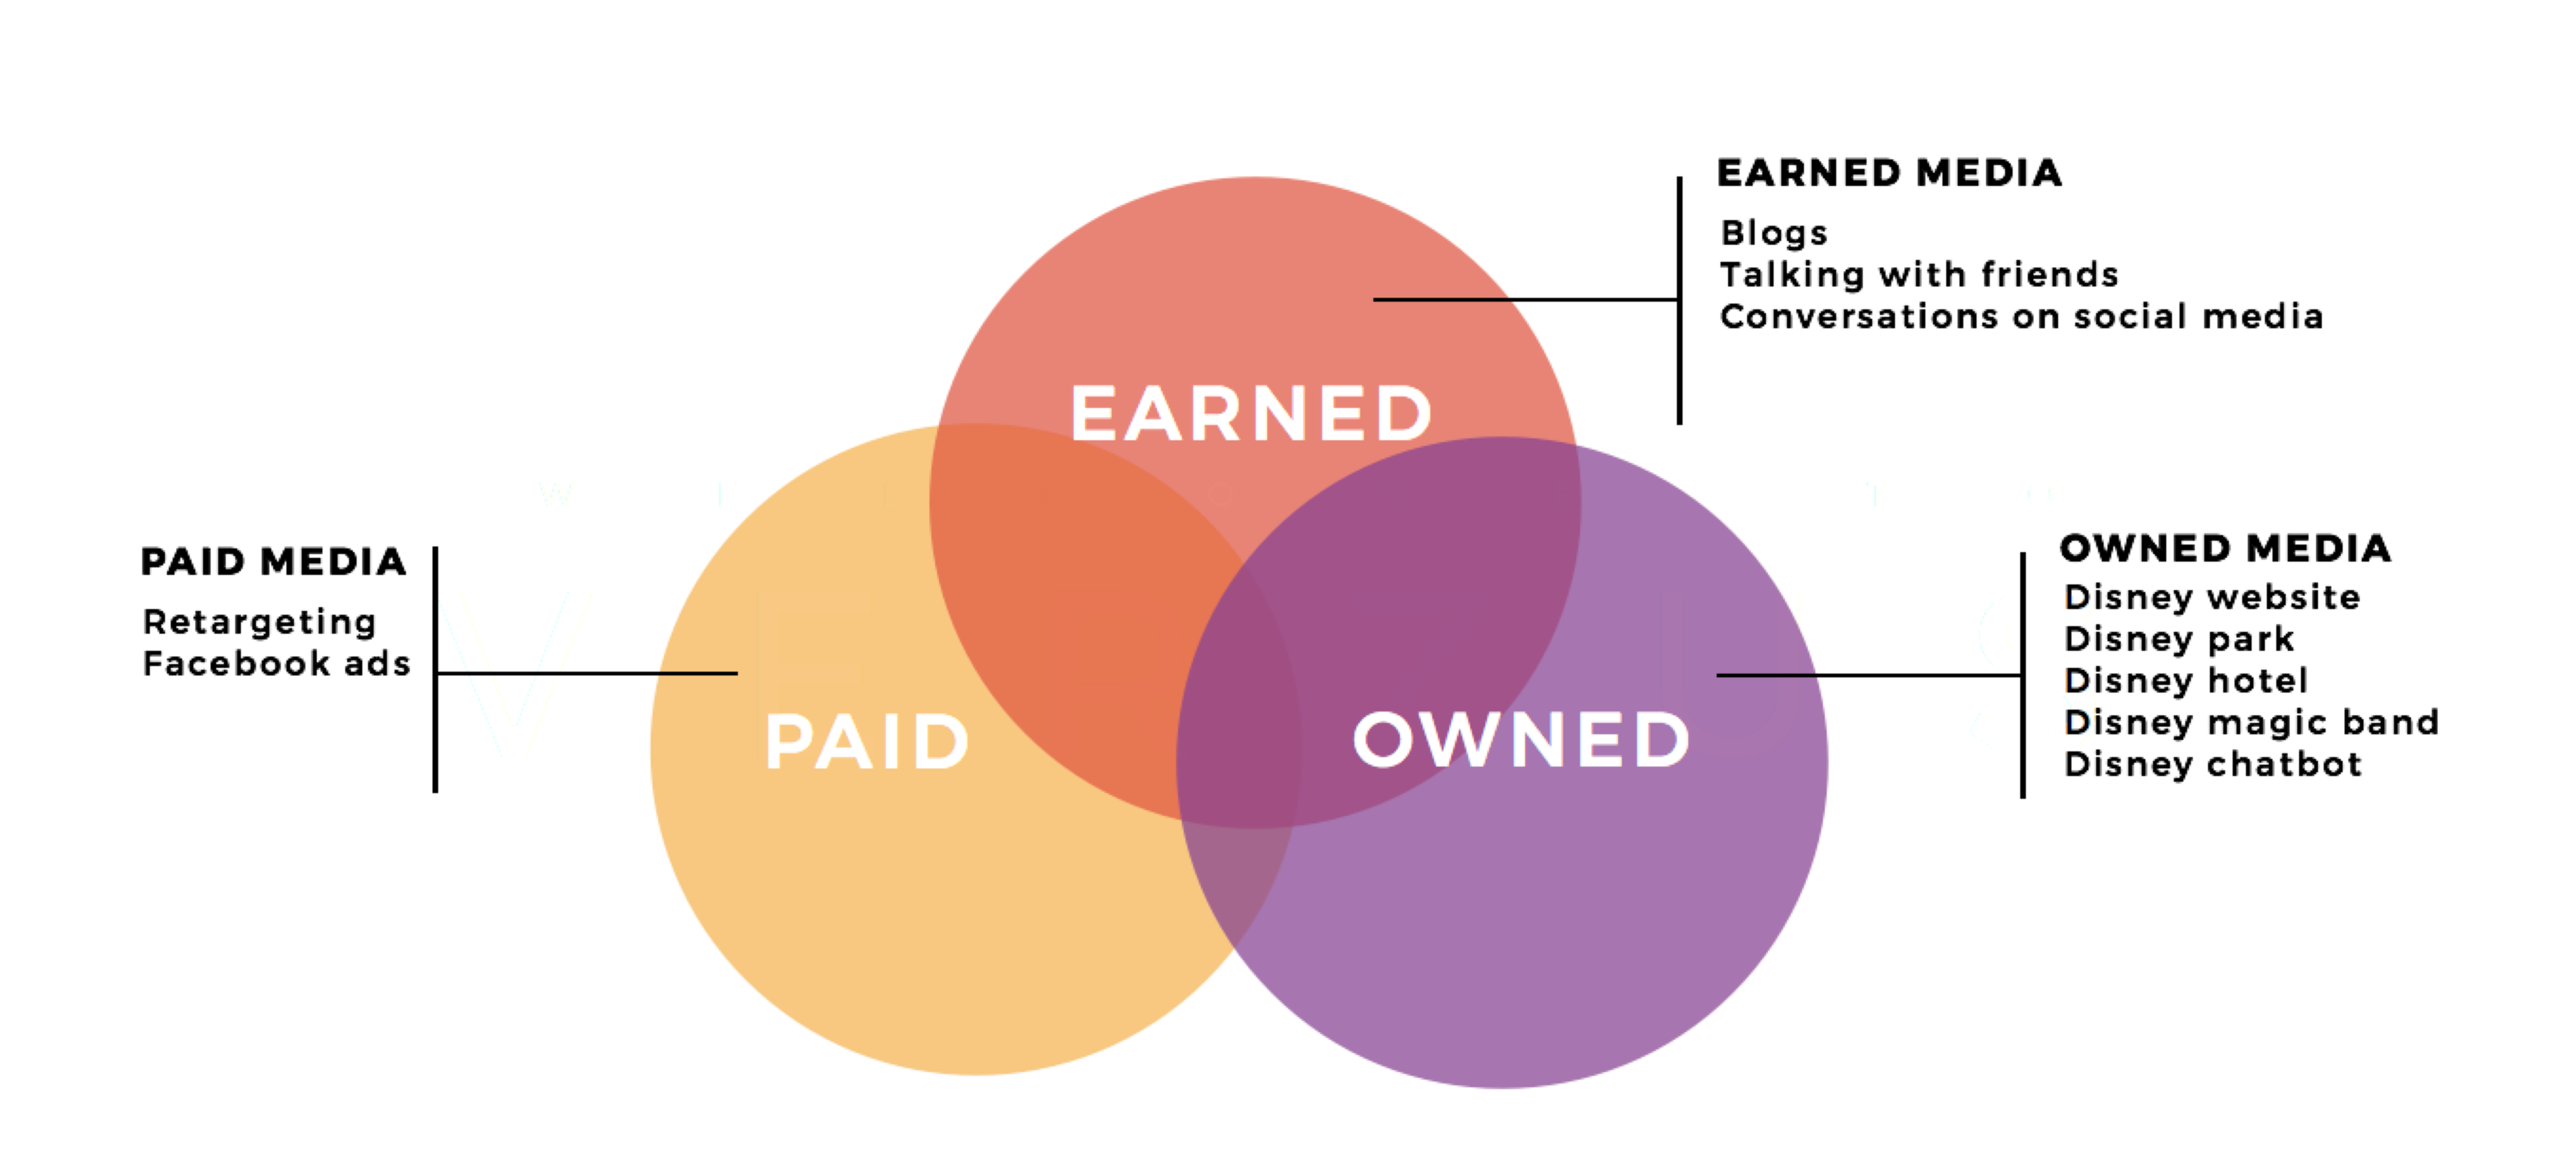 EARNED MEDIA
Blogs
Talking with friends
Conversations on social media
EARNED
PAID MEDIA
Retargeting
Facebook ads
PAID
OWNED
OWNED MEDIA
Disney website
Disney park
Disney hotel
Disney magic band
Disney chatbot